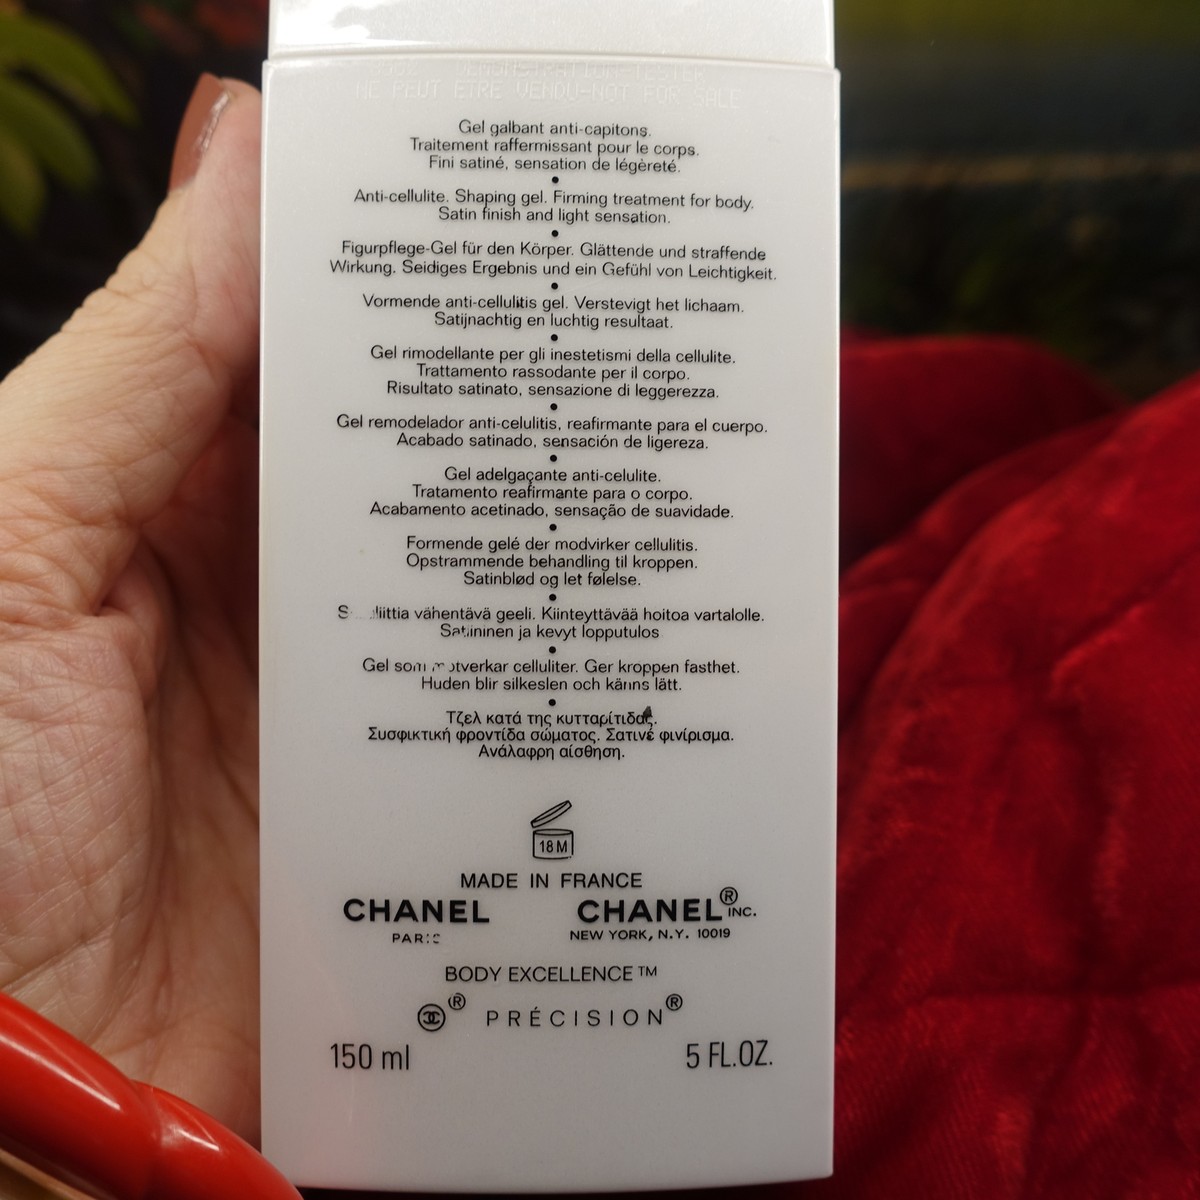 DEMONSTRATION-TESTER
NE PEUT ETRE VENDU-NOT FOR SALE
Gel galbant anti-capitons.
Traitement raffermissant pour le corps.
Fini satiné, sensation de légèreté.
•
Anti-cellulite. Shaping gel. Firming treatment for body.
Satin finish and light sensation.
•
Figurpflege-Gel für den Körper. Glättende und straffende
Wirkung. Seidiges Ergebnis und ein Gefühl von Leichtigkeit.
•
Vormende anti-cellulitis gel. Verstevigt het lichaam.
Satijnachtig en luchtig resultaat.
•
Gel rimodellante per gli inestetismi della cellulite.
Trattamento rassodante per il corpo.
Risultato satinato, sensazione di leggerezza.
•
Gel remodelador anti-celulitis, reafirmante para el cuerpo.
Acabado satinado, sensación de ligereza.
•
Gel adelgaçante anti-celulite.
Tratamento reafirmante para o corpo.
Acabamento acetinado, sensação de suavidade.
•
Formende gelé der modvirker cellulitis.
Opstrammende behandling til kroppen.
Satinblød og let følelse.
•
vähentävä geeli. Kiinteyttävää hoitoa vartalolle.
Satiininen ja kevyt lopputulos
•
Gel som motverkar celluliter. Ger kroppen fasthet.
Huden blir silkeslen och känns lätt.
•
Τζελ κατά της κυτταρίτιδας.
Συσφικτική φροντίδα σώματος. Σατινέ φινίρισμα.
Ανάλαφρη αίσθηση.
18 M
MADE IN FRANCE
CHANEL CHANEL® INC.
PARIS NEW YORK, N.Y. 10019
BODY EXCELLENCE™
® PRÉCISION®
150 ml 5 FL.OZ.